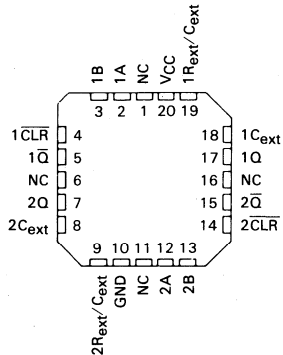 1B 1A NC VCC 1Rext/Cext
3 2 1 20 19
1C̅L̅R̅ 4 18 1Cext
1Q̅ 5 17 1Q
NC 6 16 NC
2Q 7 15 2Q̅
2Cext 8 14 2C̅L̅R̅
9 10 11 12 13
2Rext/Cext GND NC 2A 2B